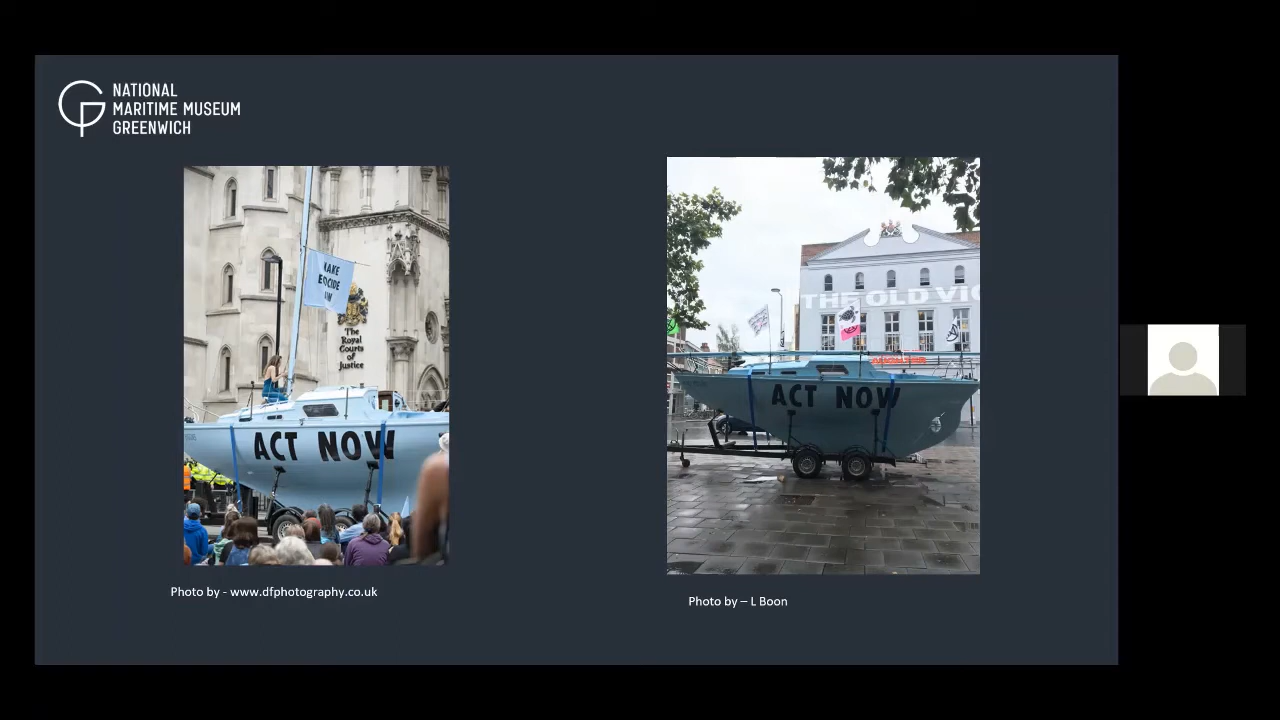 NATIONAL
MARITIME MUSEUM
GREENWICH
MAKE
ECOCIDE
The
Royal
Courts
of
Justice
ACT NOW
THE OLD VIC
ACT NOW
Photo by - www.dfphotography.co.uk
Photo by – L Boon